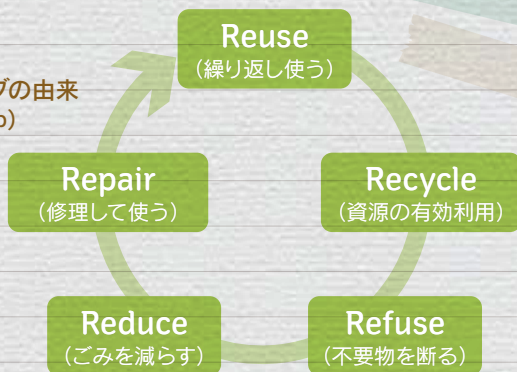 Reuse
（繰り返し使う）
グの由来
Repair
（修理して使う）
Recycle
（資源の有効利用）
Reduce
（ごみを減らす）
Refuse
（不要物を断る）